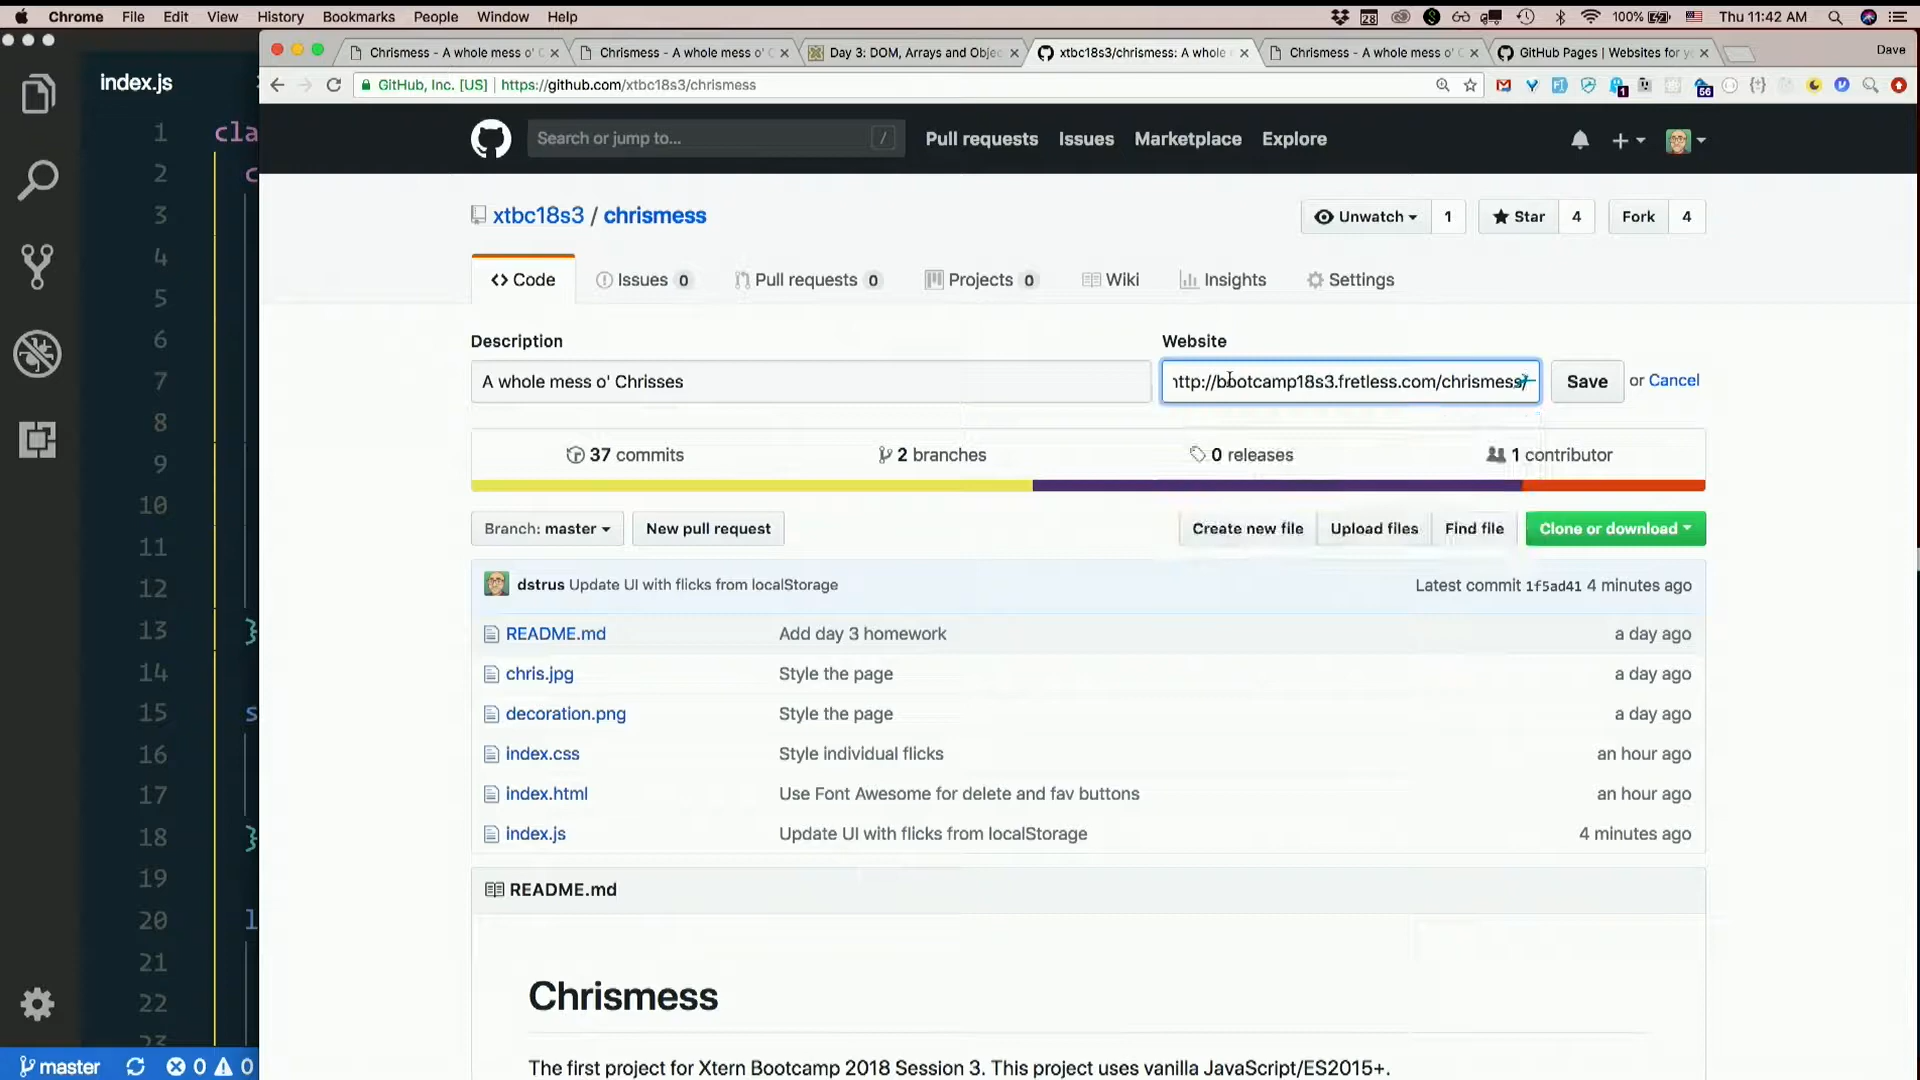 Chrome File Edit View History Bookmarks People Window Help
28 100% Thu 11:42 AM
Chrismess - A whole mess o' C
Chrismess - A whole mess o' C
Day 3: DOM, Arrays and Objec
xtbc18s3/chrismess: A whole
Chrismess - A whole mess o' C
GitHub Pages | Websites for y
Dave
GitHub, Inc. [US] | https://github.com/xtbc18s3/chrismess
1 56
index.js
Search or jump to... /
Pull requests Issues Marketplace Explore
xtbc18s3 / chrismess
Unwatch 1 Star 4 Fork 4
Code Issues 0 Pull requests 0 Projects 0 Wiki Insights Settings
Description Website
A whole mess o' Chrisses
ttp://bootcamp18s3.fretless.com/chrismess/
Save or Cancel
37 commits 2 branches 0 releases 1 contributor
Branch: master New pull request Create new file Upload files Find file Clone or download
dstrus Update UI with flicks from localStorage Latest commit 1f5ad41 4 minutes ago
README.md Add day 3 homework a day ago
chris.jpg Style the page a day ago
decoration.png Style the page a day ago
index.css Style individual flicks an hour ago
index.html Use Font Awesome for delete and fav buttons an hour ago
index.js Update UI with flicks from localStorage 4 minutes ago
README.md
Chrismess
The first project for Xtern Bootcamp 2018 Session 3. This project uses vanilla JavaScript/ES2015+.
1 cla
2 c
3
4
5
6
7
8
9
10
11
12
13 }
14
15 s
16
17
18 }
19
20 l
21
22
23
master 0 0